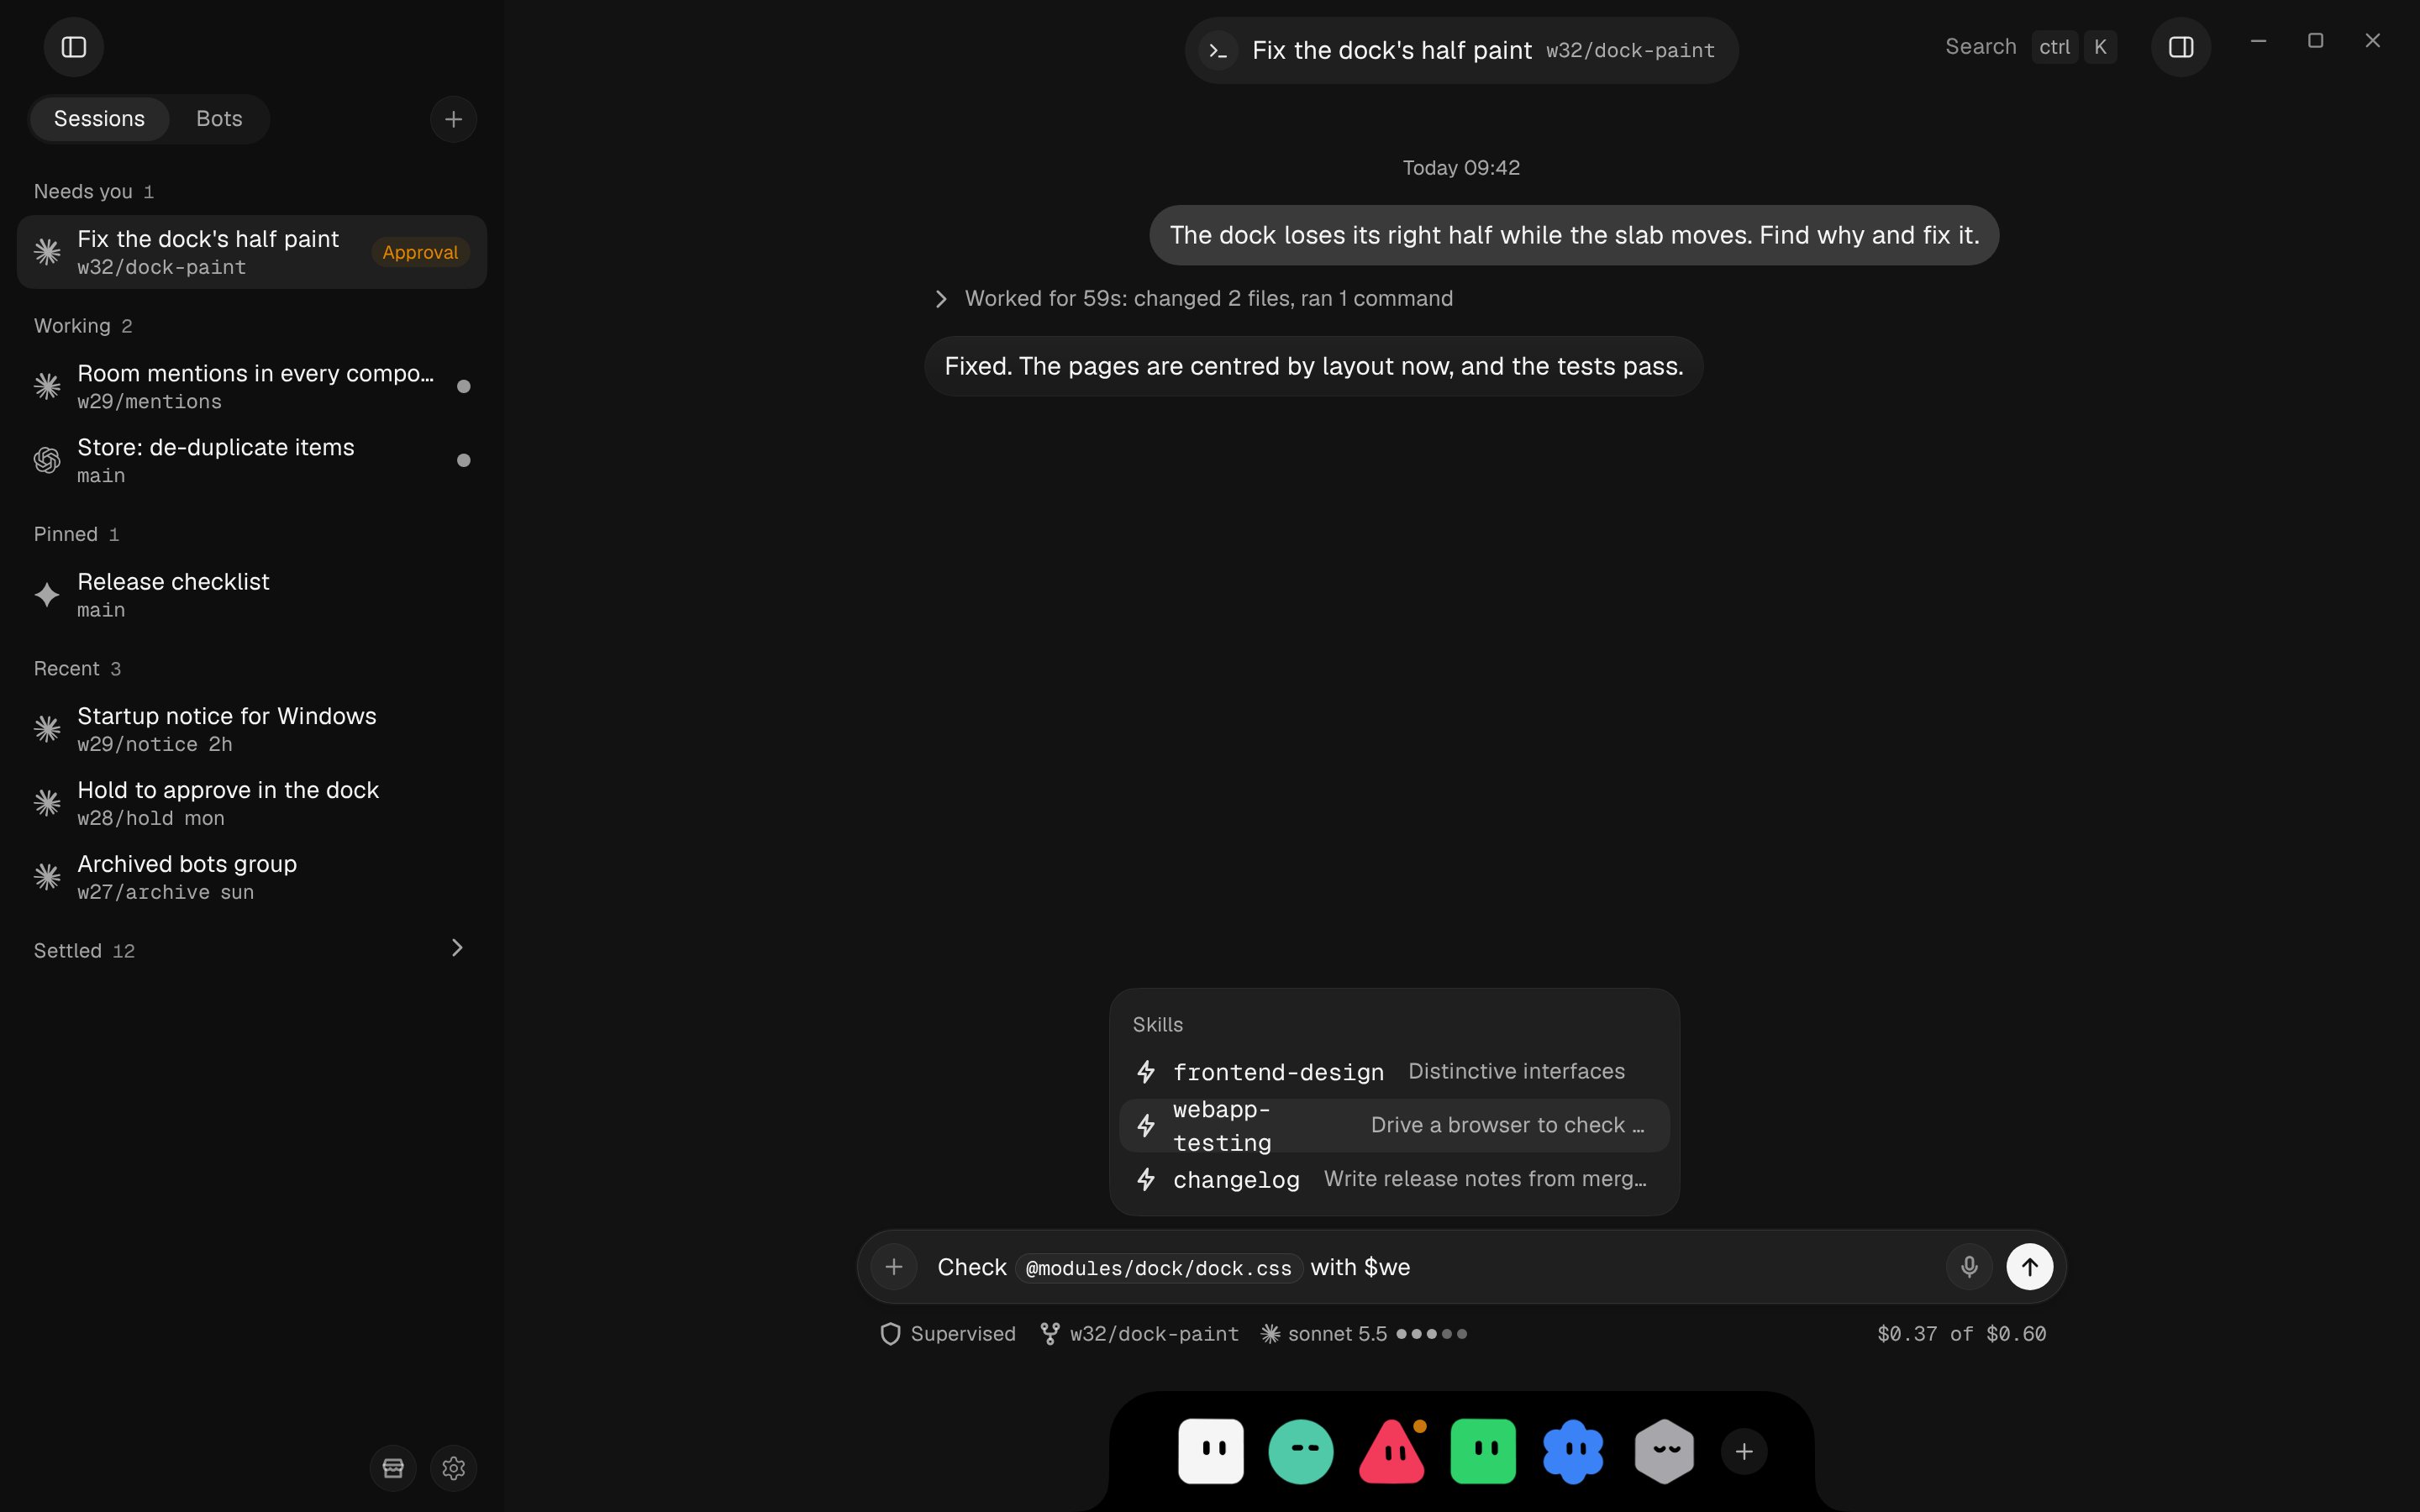 Fix the dock's half paint w32/dock-paint
Search ctrl K
Sessions Bots
Needs you 1
Fix the dock's half paint
w32/dock-paint
Approval
Working 2
Room mentions in every compo…
w29/mentions
Store: de-duplicate items
main
Pinned 1
Release checklist
main
Recent 3
Startup notice for Windows
w29/notice 2h
Hold to approve in the dock
w28/hold mon
Archived bots group
w27/archive sun
Settled 12
Today 09:42
The dock loses its right half while the slab moves. Find why and fix it.
Worked for 59s: changed 2 files, ran 1 command
Fixed. The pages are centred by layout now, and the tests pass.
Skills
frontend-design Distinctive interfaces
webapp-
testing
Drive a browser to check …
changelog Write release notes from merg…
Check @modules/dock/dock.css with $we
Supervised w32/dock-paint sonnet 5.5 $0.37 of $0.60